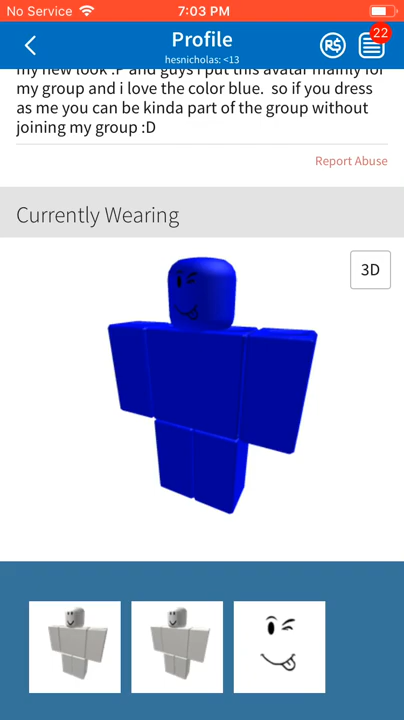 No Service 7:03 PM
Profile
hesnicholas: <13
R$
22
my new look :P and guys i put this avatar mainly for
my group and i love the color blue.  so if you dress
as me you can be kinda part of the group without
joining my group :D
Report Abuse
Currently Wearing
3D